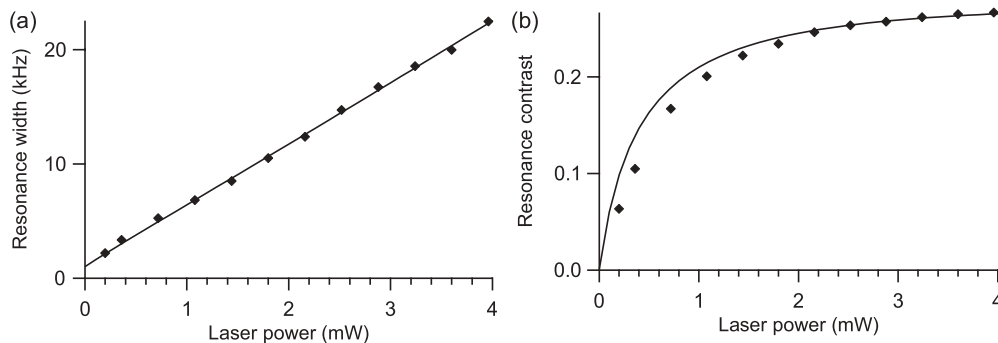 (a)
Resonance width (kHz)
20
10
0
0 1 2 3 4
Laser power (mW)
(b)
Resonance contrast
0.2
0.1
0.0
0 1 2 3 4
Laser power (mW)